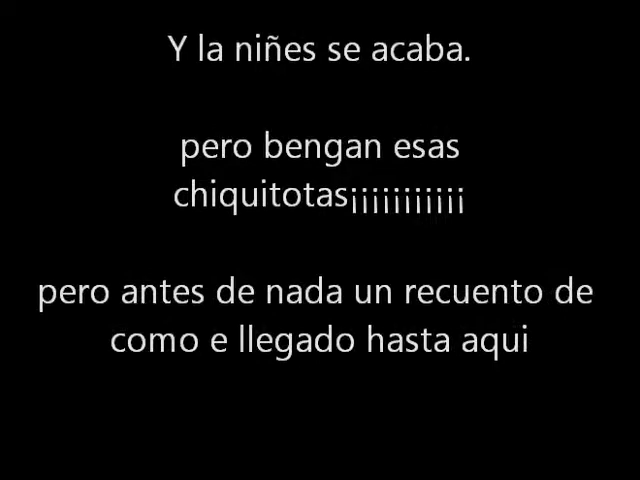 Y la niñes se acaba.
pero bengan esas
chiquitotas¡¡¡¡¡¡¡¡¡¡¡
pero antes de nada un recuento de
como e llegado hasta aqui